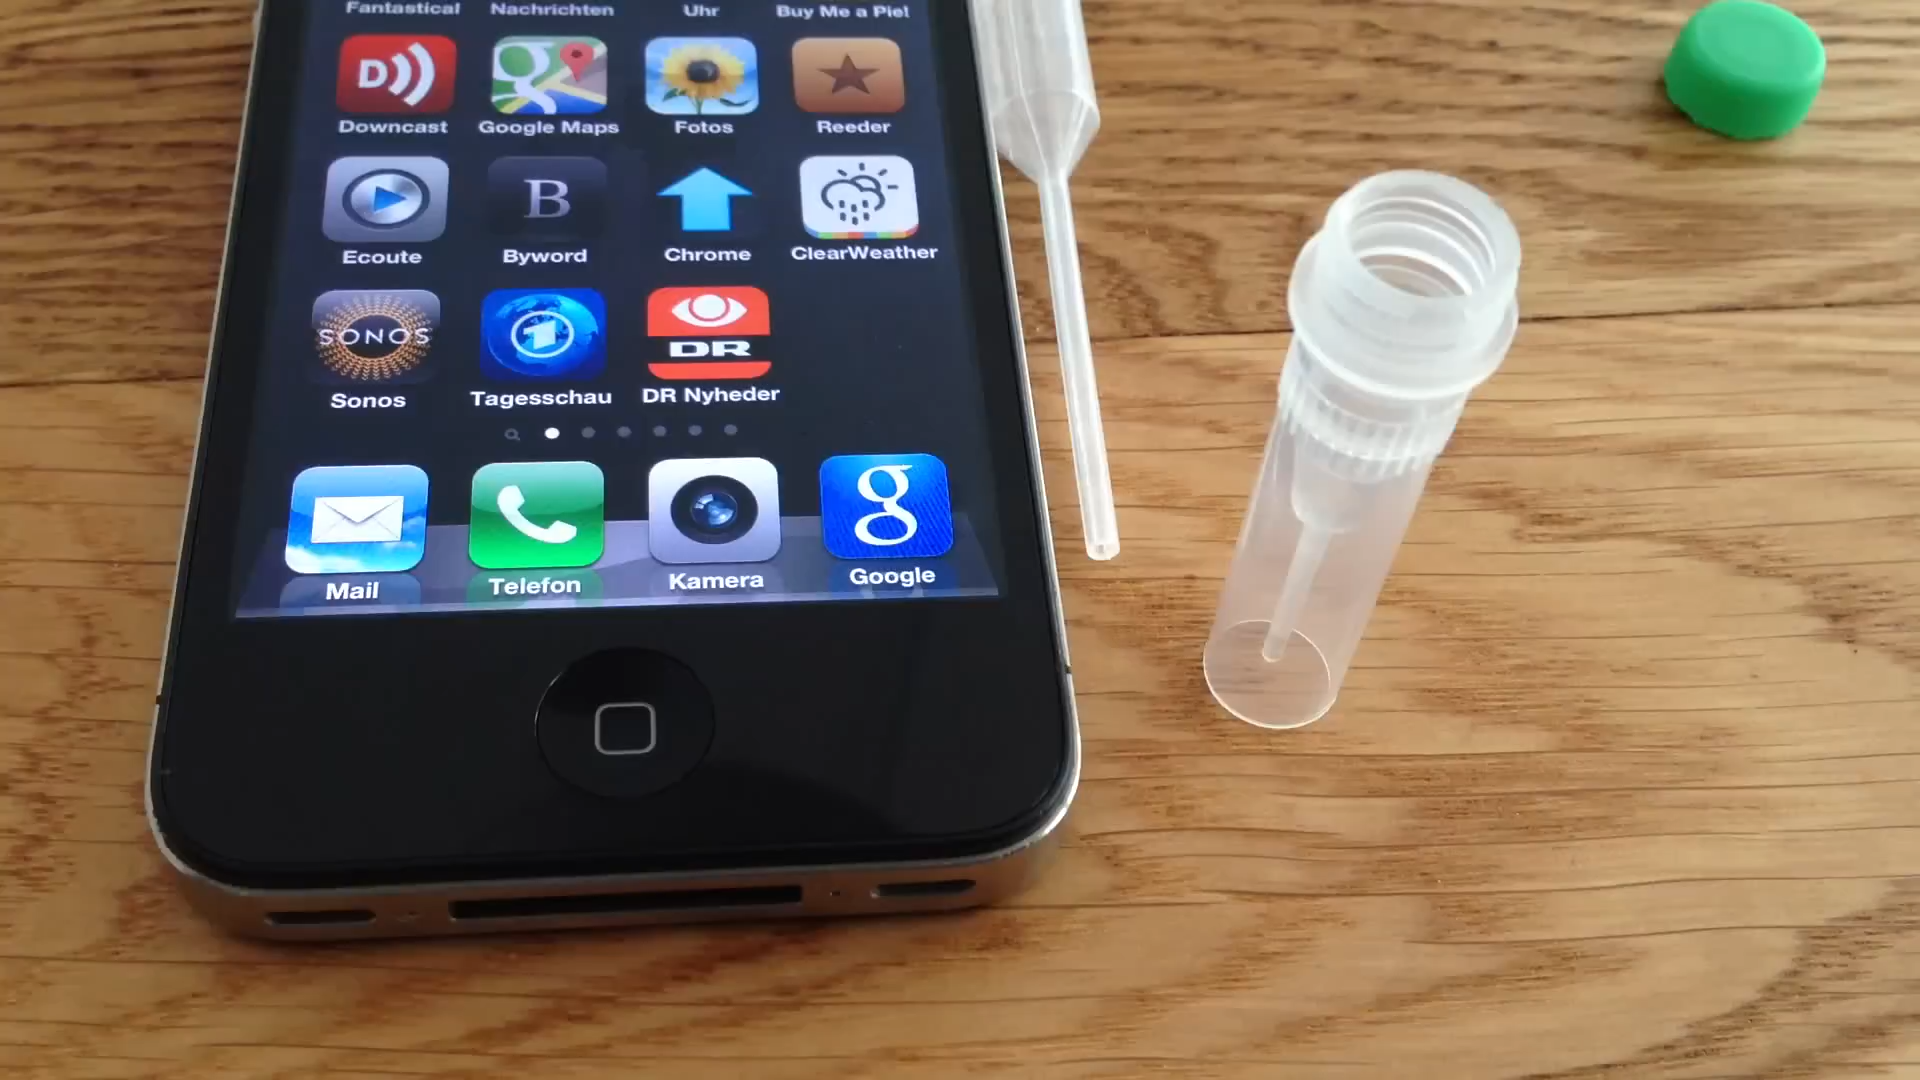 Fantastical Nachrichten Uhr Buy Me a Pie!
D
g
Downcast Google Maps Fotos Reeder
B
Ecoute Byword Chrome ClearWeather
SONOS 1 DR
Sonos Tagesschau DR Nyheder
g
Mail Telefon Kamera Google